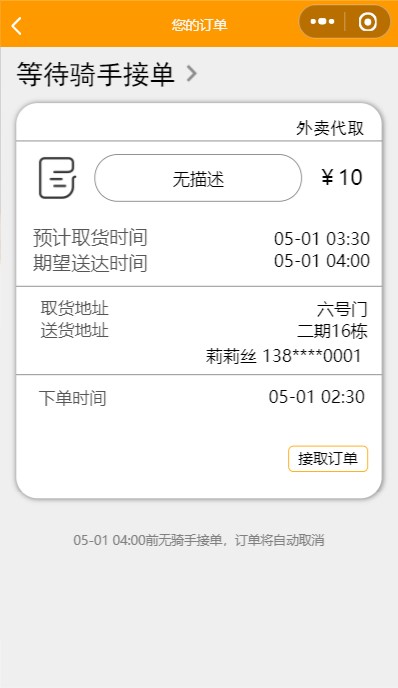 您的订单
等待骑手接单
外卖代取
无描述
￥10
预计取货时间 05-01 03:30
期望送达时间 05-01 04:00
取货地址 六号门
送货地址 二期16栋
莉莉丝 138****0001
下单时间 05-01 02:30
接取订单
05-01 04:00前无骑手接单，订单将自动取消